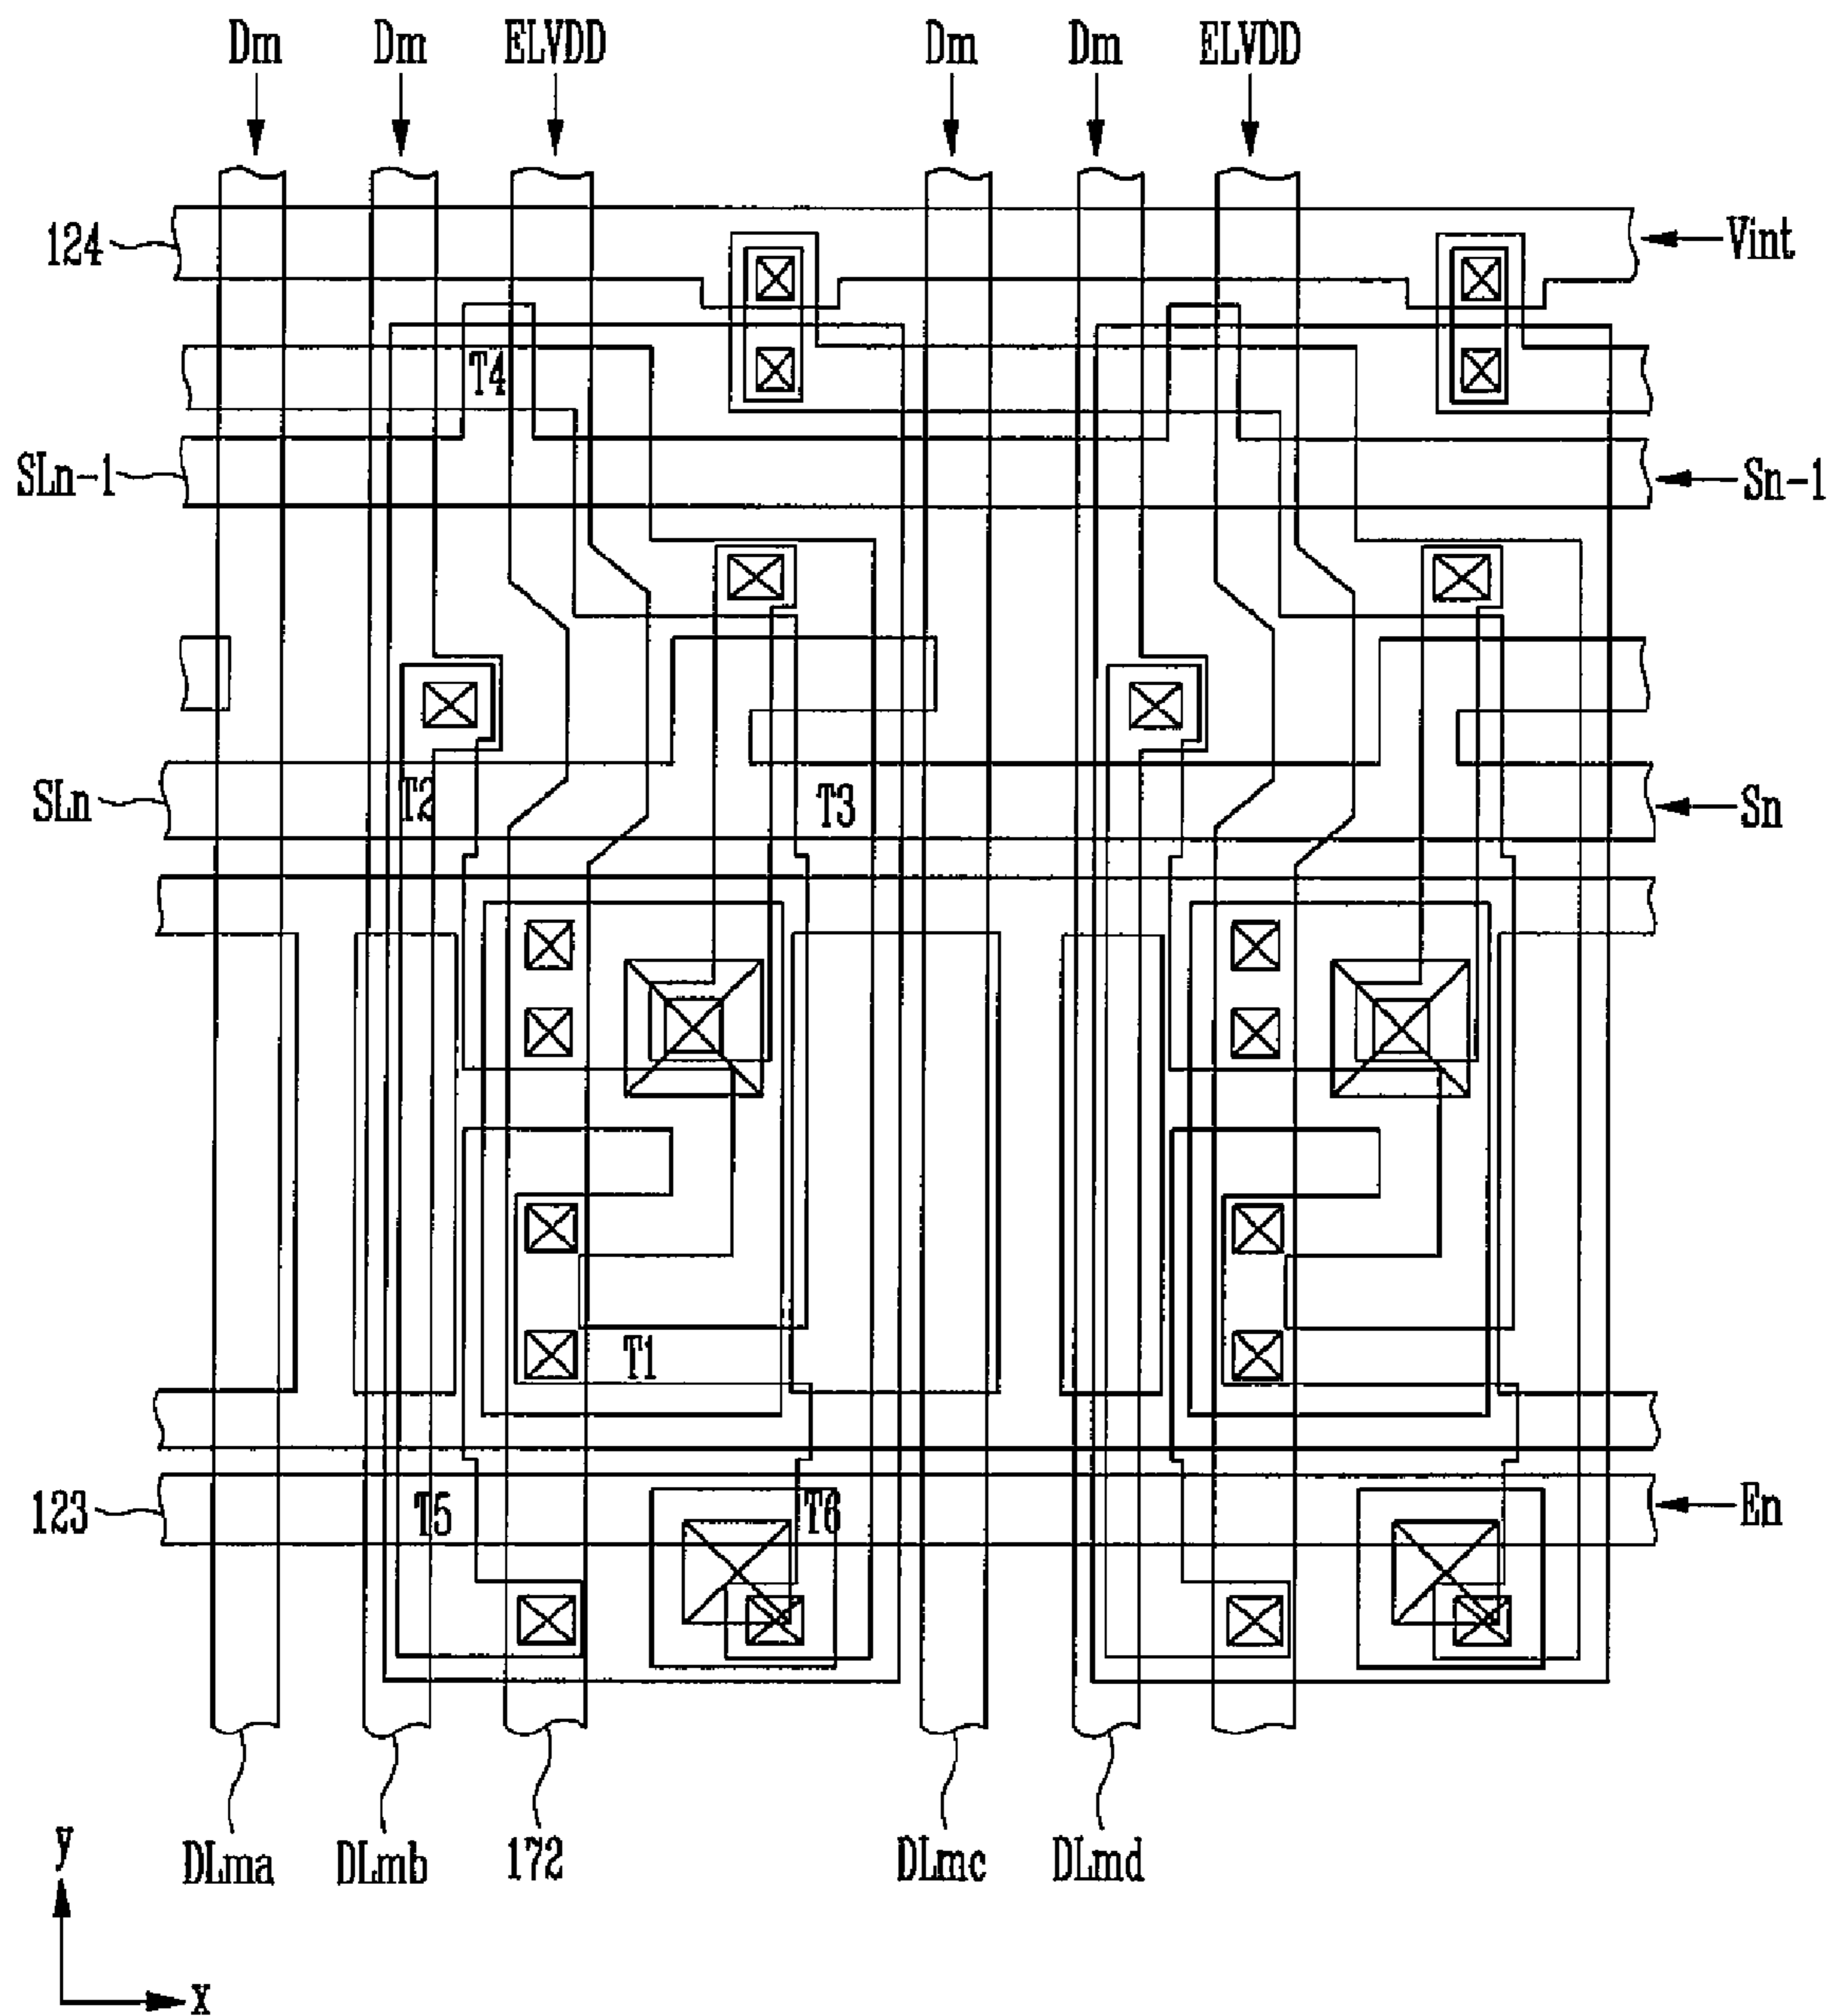 Dm Dm ELVDD Dm Dm ELVDD
124 Vint
T4
SLn-1 Sn-1
SLn T2 T3 Sn
T1
123 T5 T6 En
DLma DLmb 172 DLmc DLmd
y
x